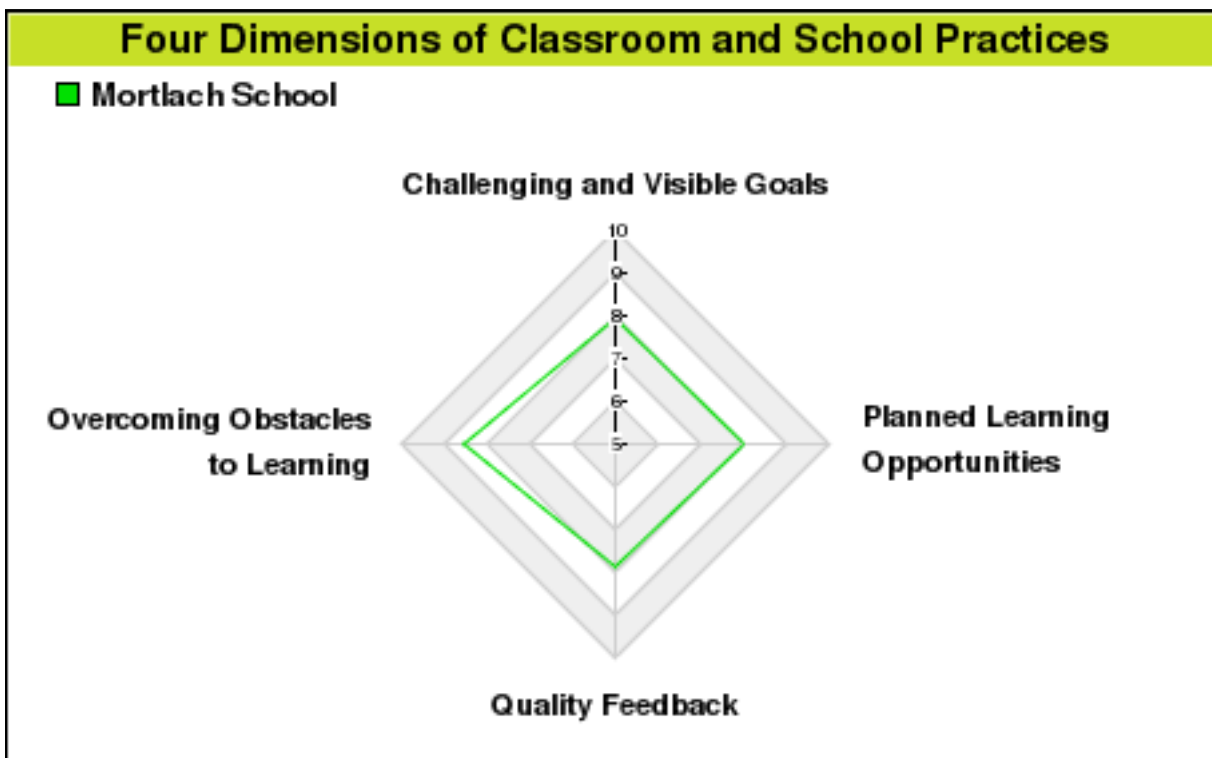 Four Dimensions of Classroom and School Practices
Mortlach School
Challenging and Visible Goals
10
9
8
7
6
5
Overcoming Obstacles
to Learning
Planned Learning
Opportunities
Quality Feedback